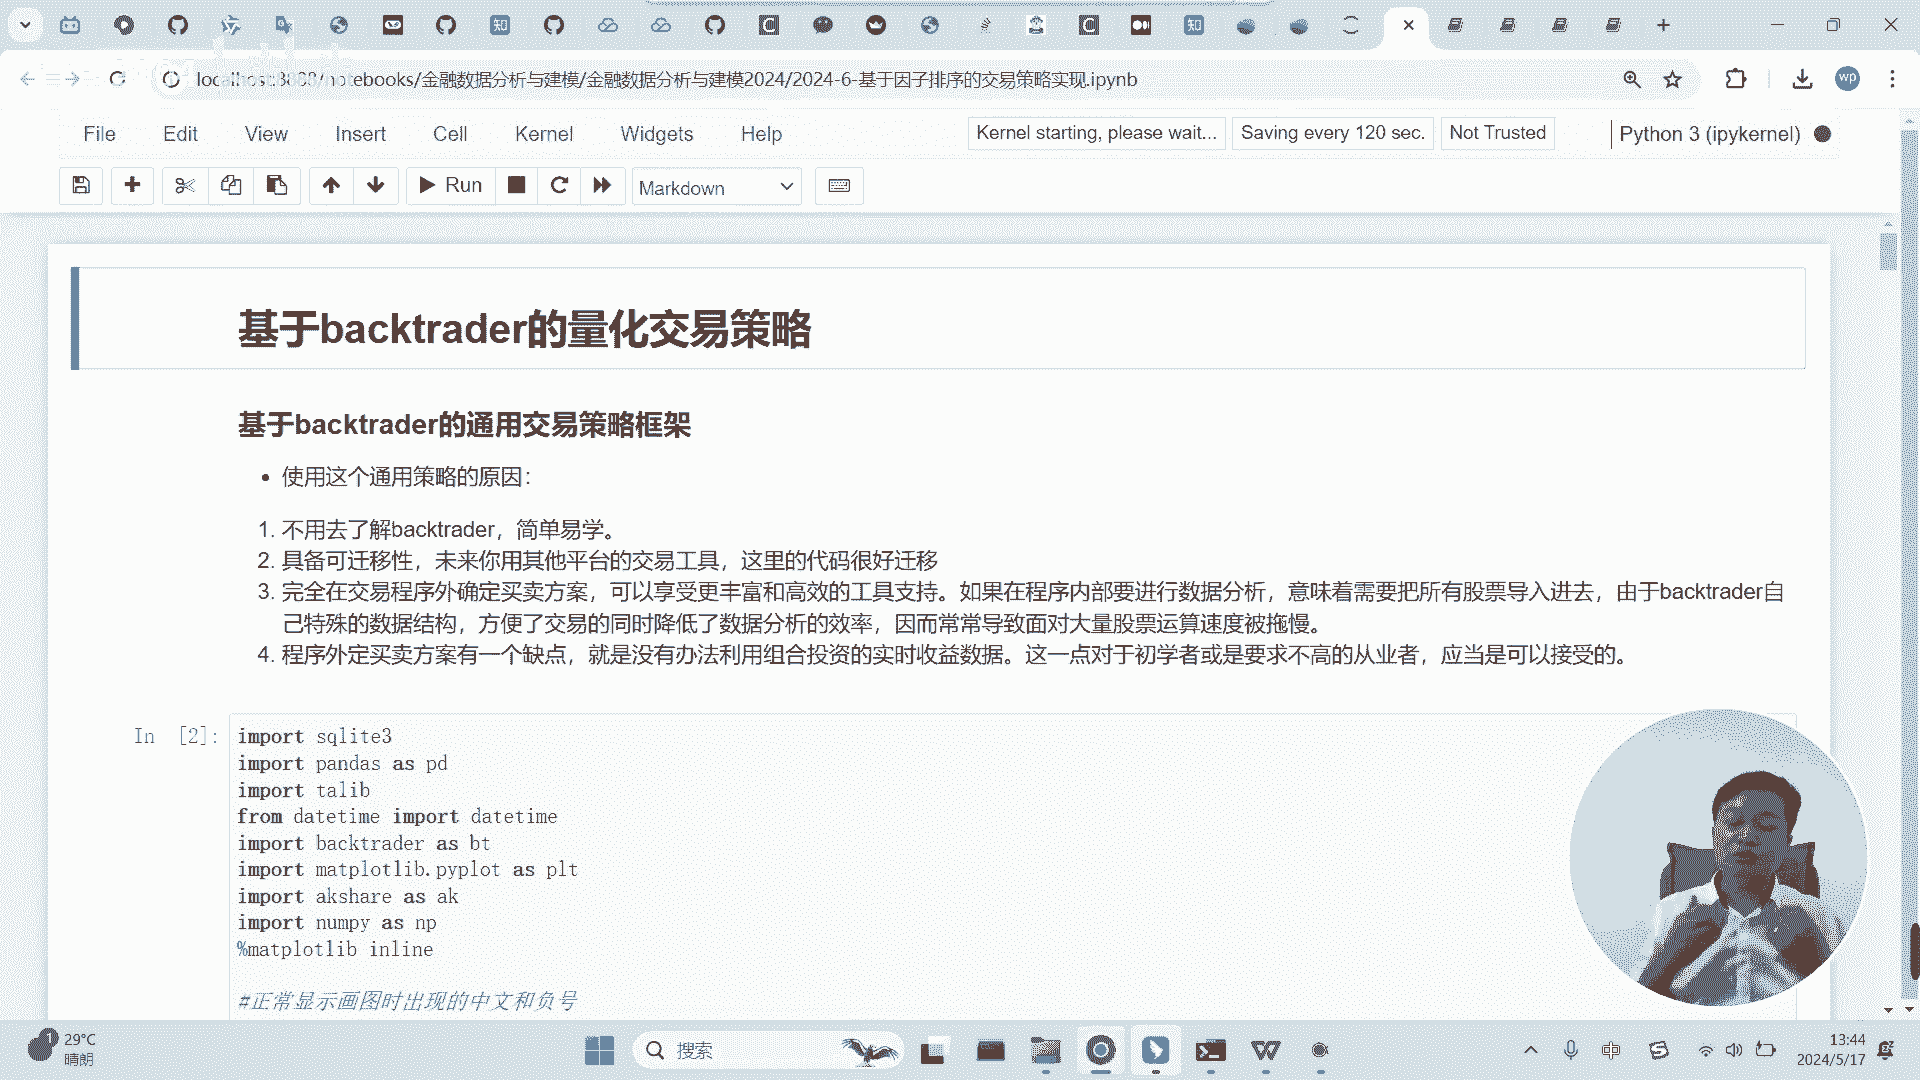 localhost:8888/notebooks/金融数据分析与建模/金融数据分析与建模2024/2024-6-基于因子排序的交易策略实现.ipynb
wp
File Edit View Insert Cell Kernel Widgets Help
Kernel starting, please wait... Saving every 120 sec. Not Trusted Python 3 (ipykernel)
Run Markdown
基于backtrader的量化交易策略
基于backtrader的通用交易策略框架
• 使用这个通用策略的原因：
1. 不用去了解backtrader，简单易学。
2. 具备可迁移性，未来你用其他平台的交易工具，这里的代码很好迁移
3. 完全在交易程序外确定买卖方案，可以享受更丰富和高效的工具支持。如果在程序内部要进行数据分析，意味着需要把所有股票导入进去，由于backtrader自
己特殊的数据结构，方便了交易的同时降低了数据分析的效率，因而常常导致面对大量股票运算速度被拖慢。
4. 程序外定买卖方案有一个缺点，就是没有办法利用组合投资的实时收益数据。这一点对于初学者或是要求不高的从业者，应当是可以接受的。
In [2]:
import sqlite3
import pandas as pd
import talib
from datetime import datetime
import backtrader as bt
import matplotlib.pyplot as plt
import akshare as ak
import numpy as np
%matplotlib inline
#正常显示画图时出现的中文和负号
1
29°C
晴朗
搜索
中
13:44
2024/5/17